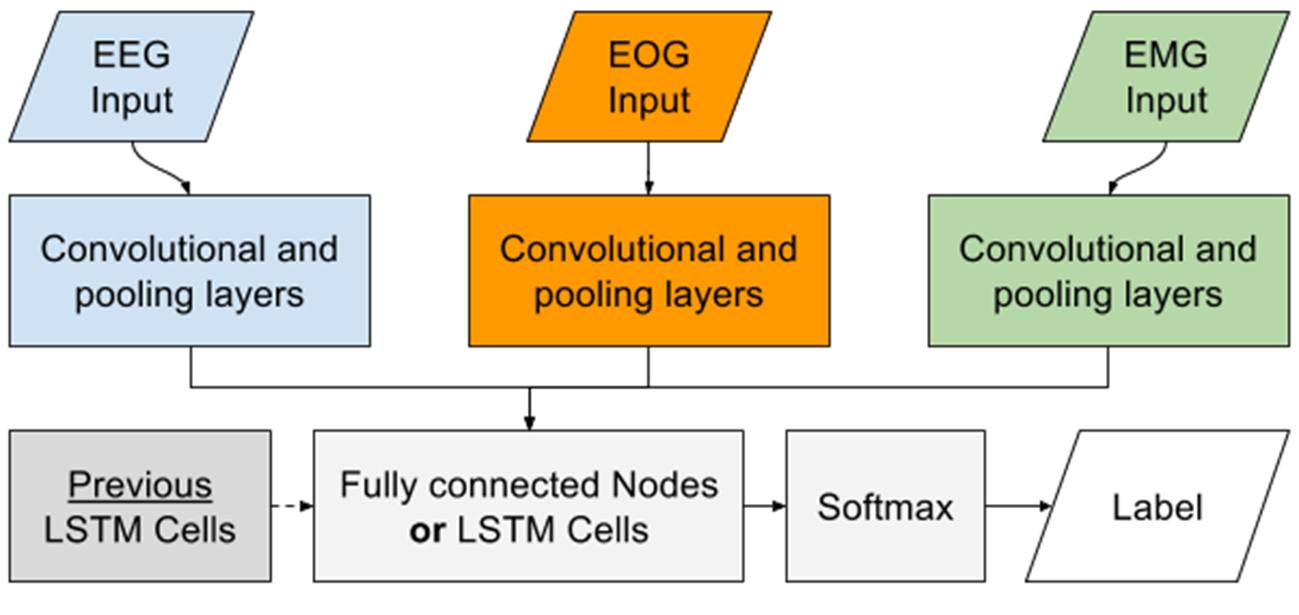 EEG
Input
EOG
Input
EMG
Input
Convolutional and
pooling layers
Convolutional and
pooling layers
Convolutional and
pooling layers
Previous
LSTM Cells
Fully connected Nodes
or LSTM Cells
Softmax
Label